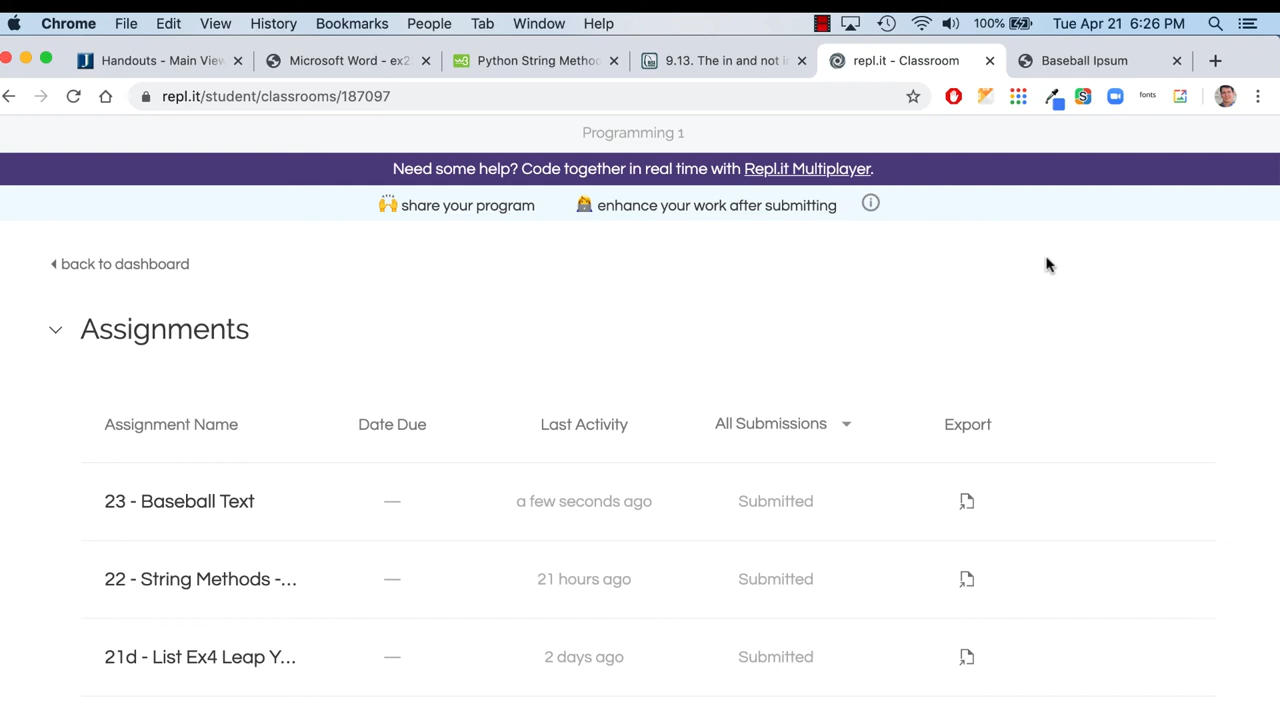 Chrome File Edit View History Bookmarks People Tab Window Help 100% Tue Apr 21 6:26 PM
Handouts - Main View Microsoft Word - ex2 Python String Metho 9.13. The in and not in repl.it - Classroom Baseball Ipsum
repl.it/student/classrooms/187097 fonts
Programming 1
Need some help? Code together in real time with Repl.it Multiplayer.
share your program enhance your work after submitting
back to dashboard
Assignments
Assignment Name Date Due Last Activity All Submissions Export
23 - Baseball Text — a few seconds ago Submitted
22 - String Methods -... — 21 hours ago Submitted
21d - List Ex4 Leap Y... — 2 days ago Submitted